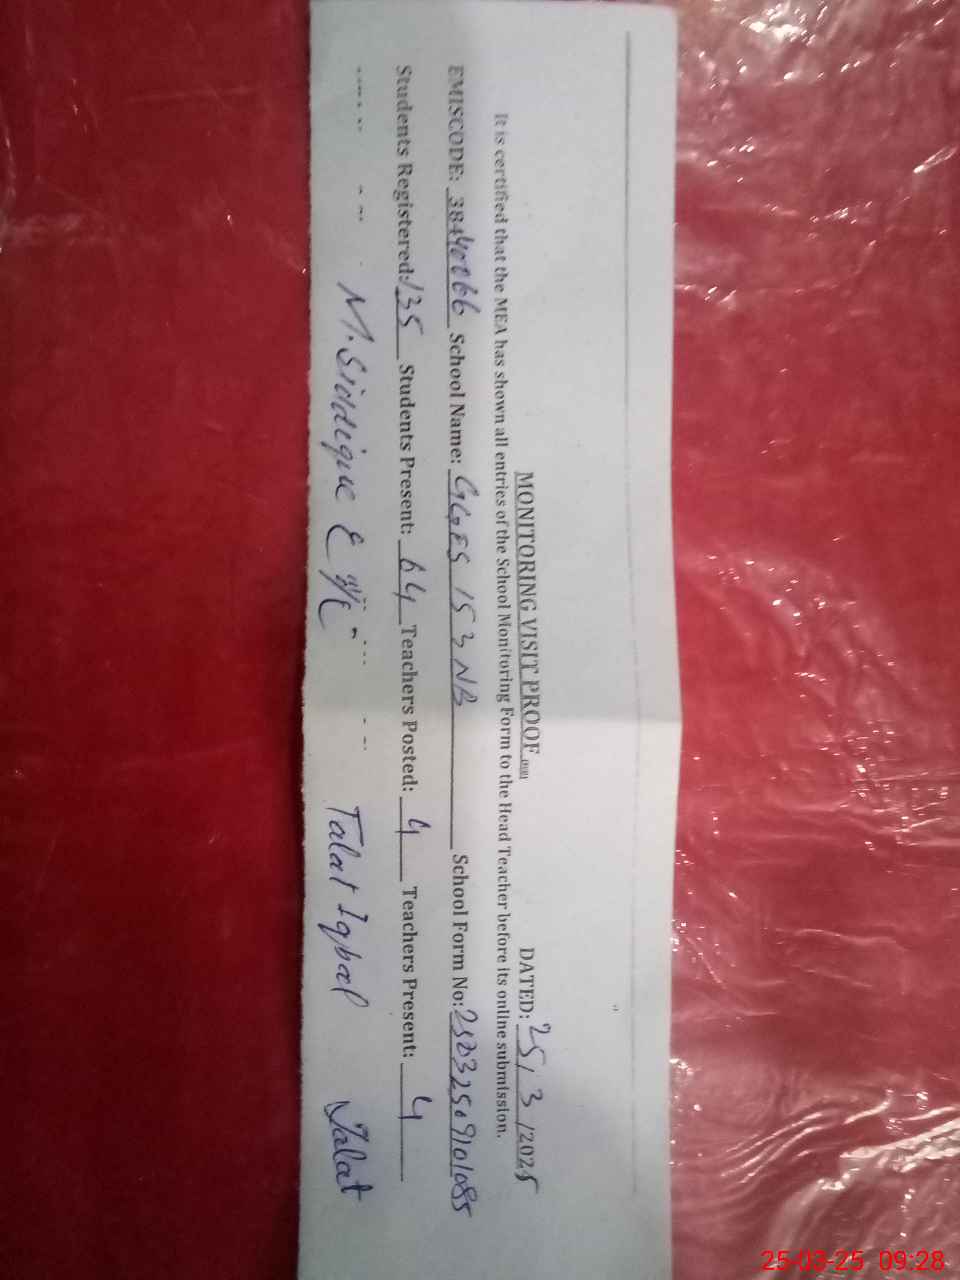 MONITORING VISIT PROOF DATED: 25/3/2025
It is certified that the MEA has shown all entries of the School Monitoring Form to the Head Teacher before its online submission.
EMISCODE: 38440066 School Name: GGES 153 NB School Form No: 25032509101085
Students Registered: 135 Students Present: 64 Teachers Posted: 4 Teachers Present: 4
M. Siddique Talat Iqbal Talat
25-03-25 09:28